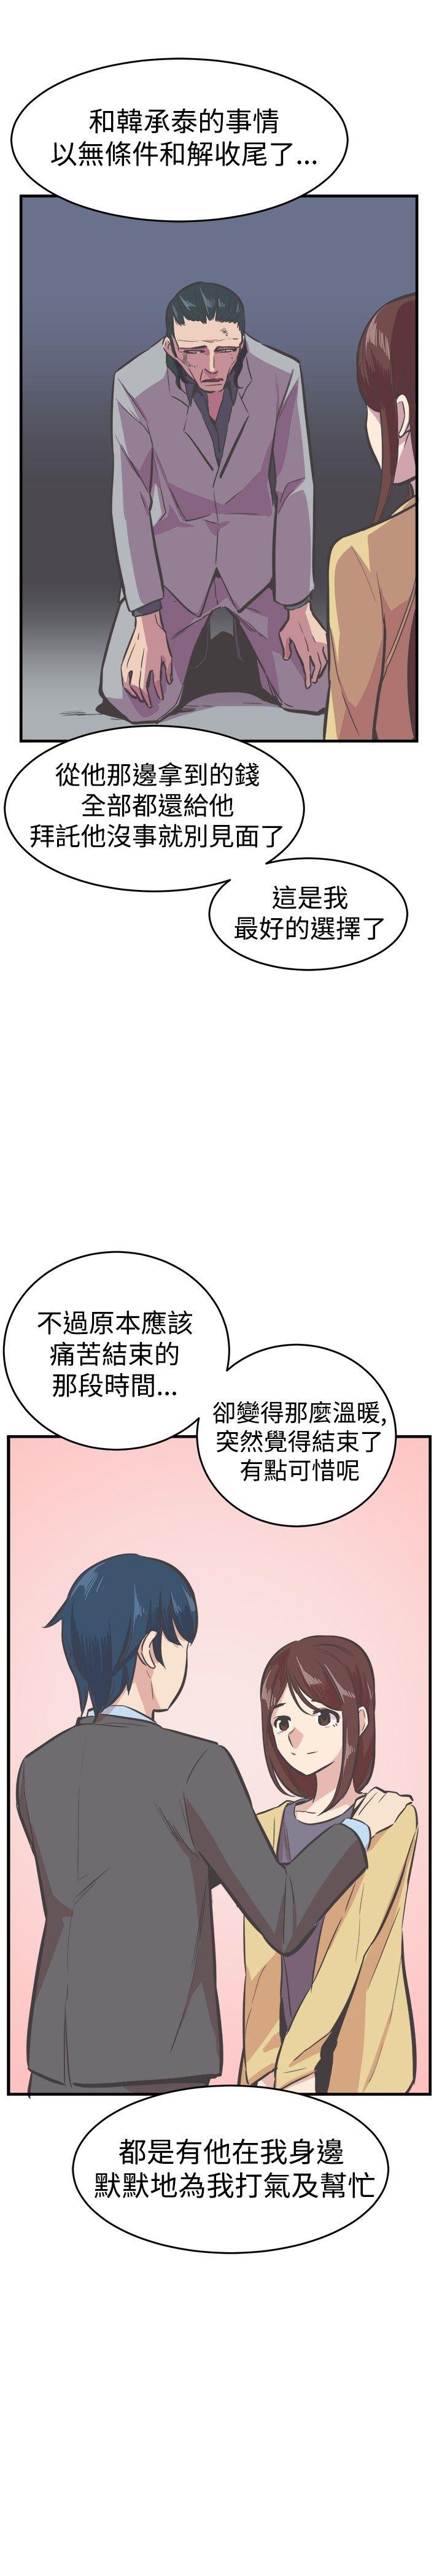 和韓承泰的事情
以無條件和解收尾了...
從他那邊拿到的錢
全部都還給他
拜託他沒事就別見面了
這是我
最好的選擇了
不過原本應該
痛苦結束的
那段時間...
卻變得那麼溫暖,
突然覺得結束了
有點可惜呢
都是有他在我身邊
默默地為我打氣及幫忙